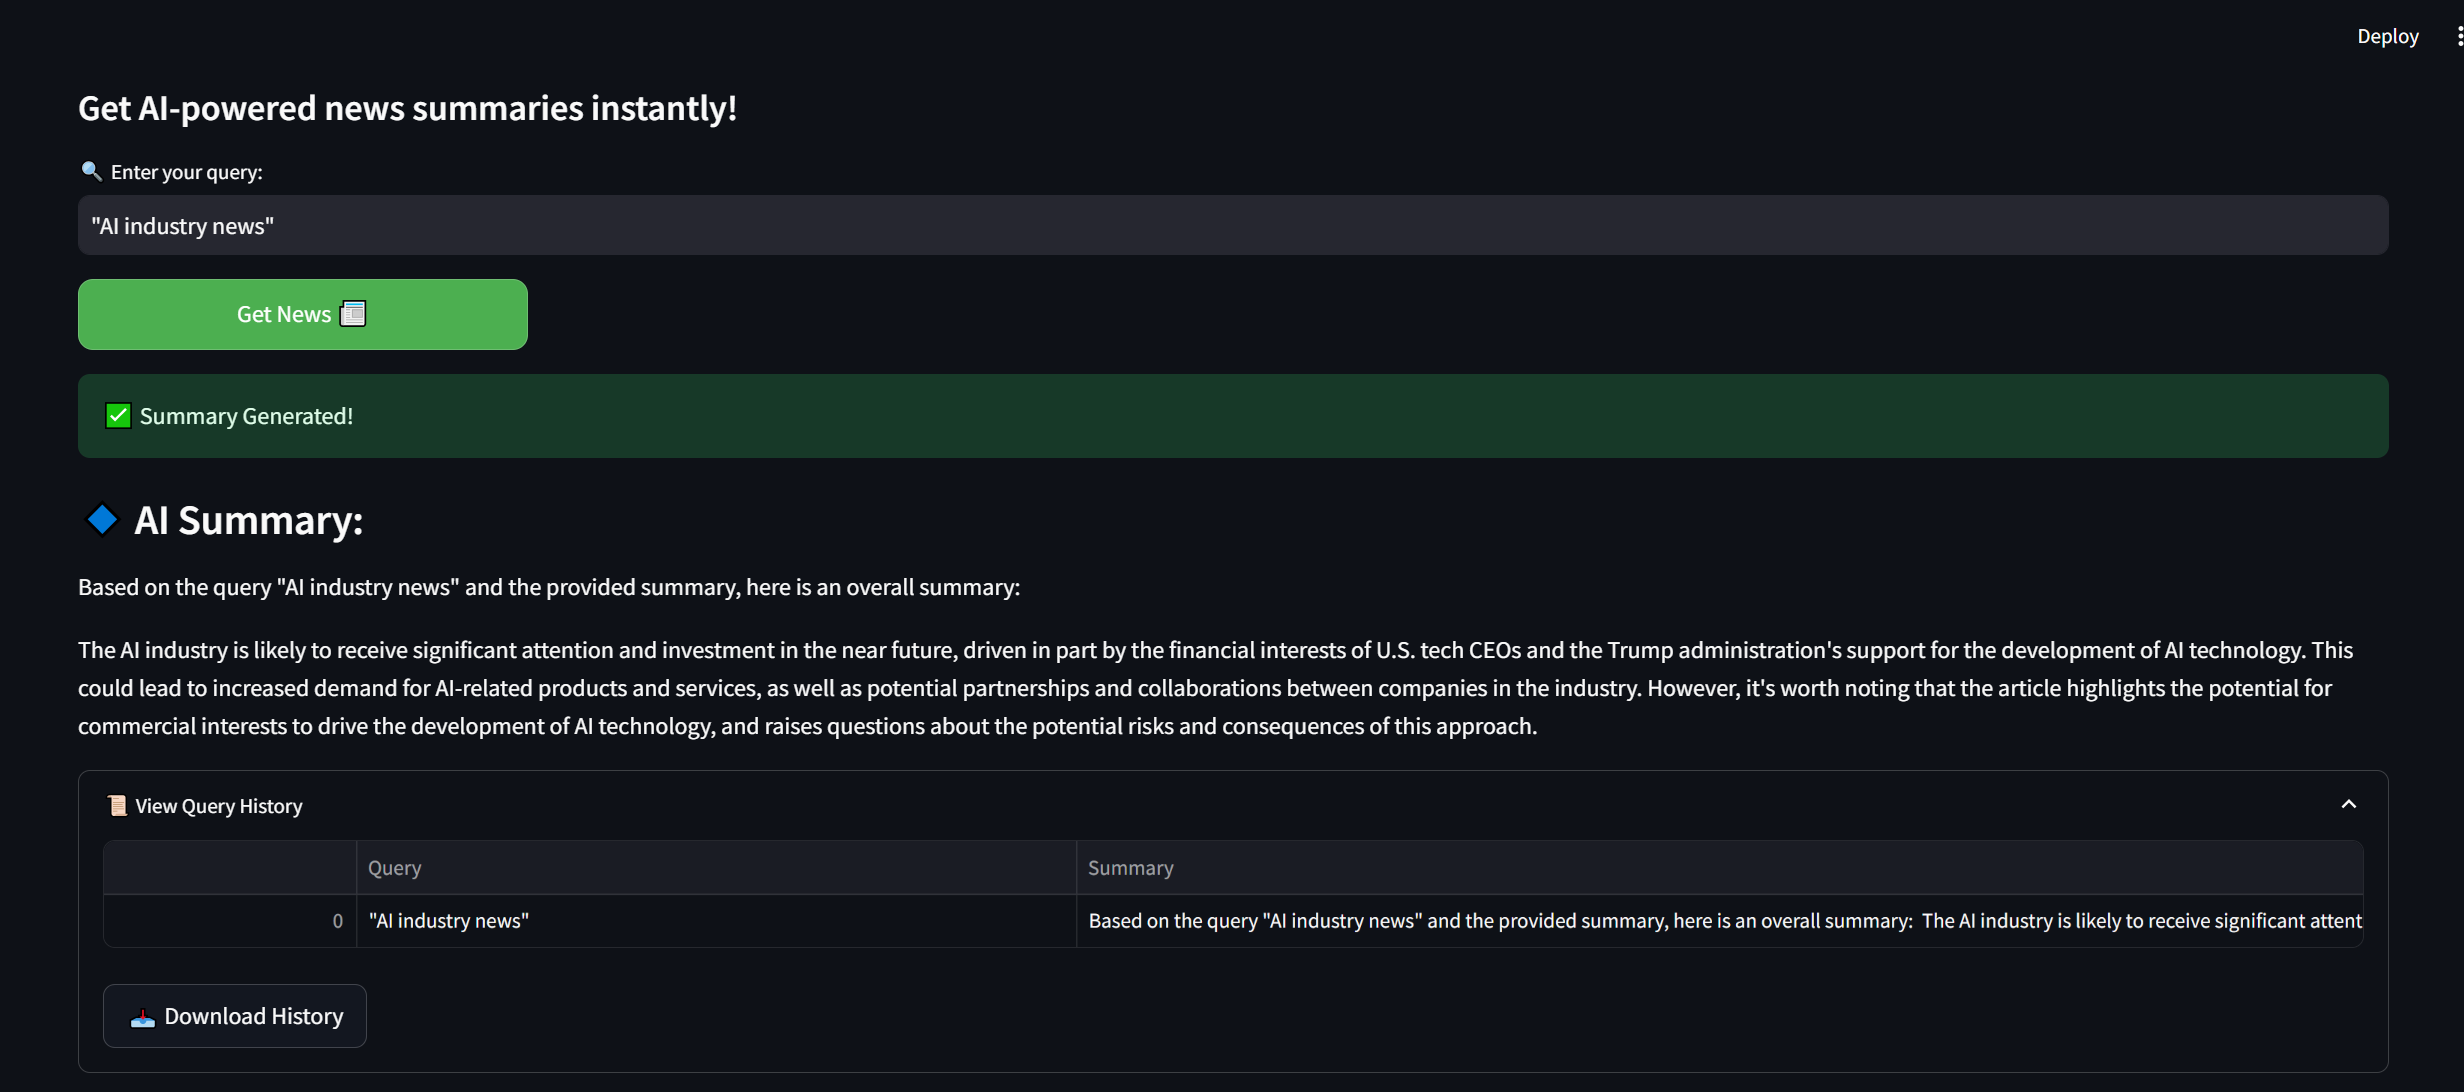 Deploy
Get AI-powered news summaries instantly!
🔍 Enter your query:
"AI industry news"
Get News 📰
✅ Summary Generated!
🔷 AI Summary:
Based on the query "AI industry news" and the provided summary, here is an overall summary:
The AI industry is likely to receive significant attention and investment in the near future, driven in part by the financial interests of U.S. tech CEOs and the Trump administration's support for the development of AI technology. This
could lead to increased demand for AI-related products and services, as well as potential partnerships and collaborations between companies in the industry. However, it's worth noting that the article highlights the potential for
commercial interests to drive the development of AI technology, and raises questions about the potential risks and consequences of this approach.
📜 View Query History
Query Summary
0 "AI industry news" Based on the query "AI industry news" and the provided summary, here is an overall summary: The AI industry is likely to receive significant attent
📥 Download History